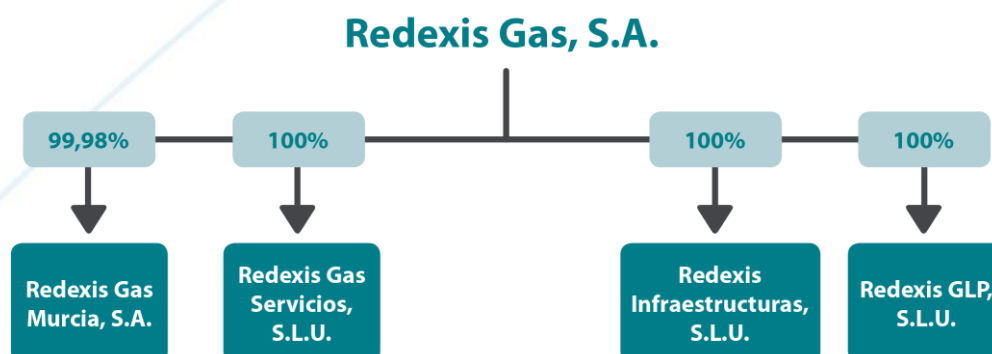 Redexis Gas, S.A.
99,98%
100%
100%
100%
Redexis Gas
Murcia, S.A.
Redexis Gas
Servicios,
S.L.U.
Redexis
Infraestructuras,
S.L.U.
Redexis GLP,
S.L.U.